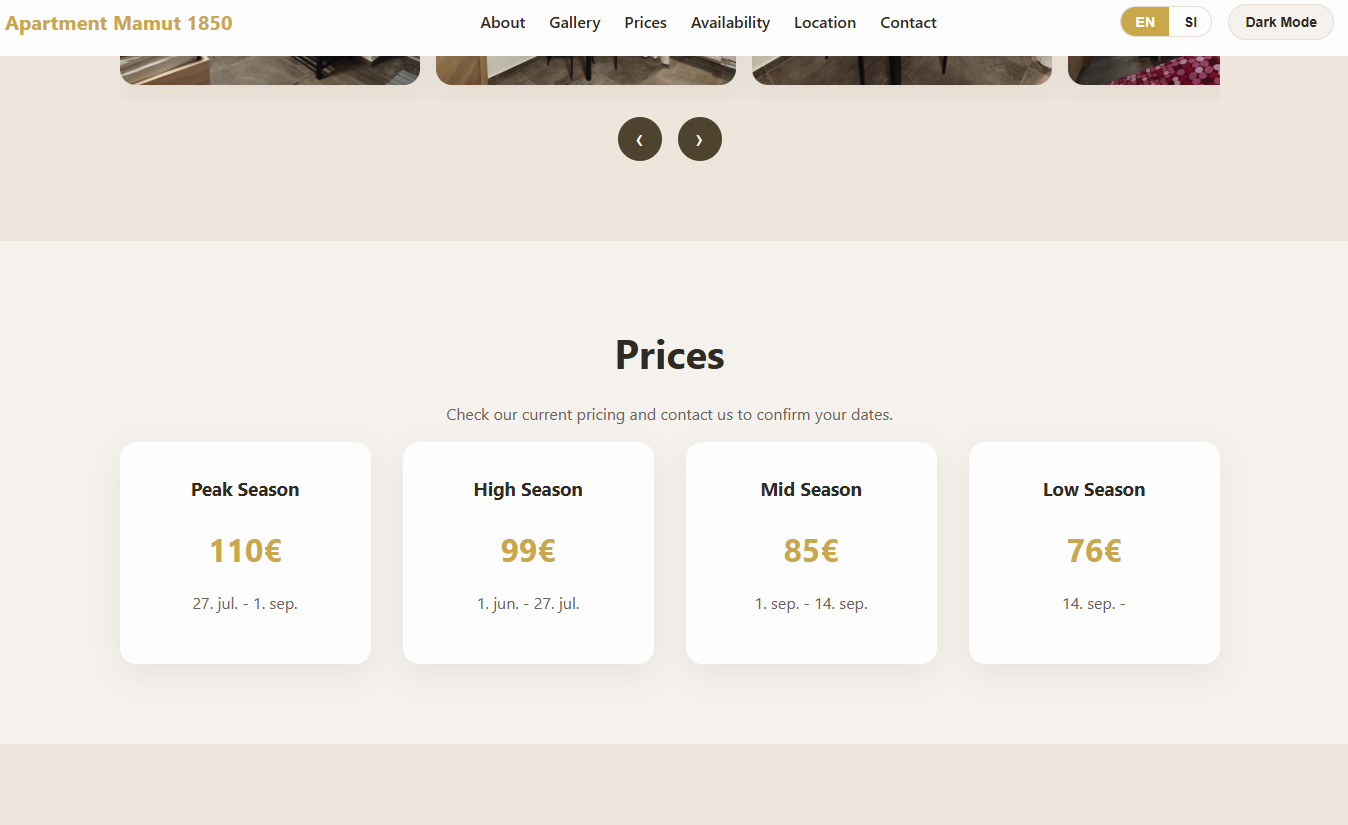 Apartment Mamut 1850
About Gallery Prices Availability Location Contact
EN SI Dark Mode
‹ ›
Prices
Check our current pricing and contact us to confirm your dates.
Peak Season
110€
27. jul. - 1. sep.
High Season
99€
1. jun. - 27. jul.
Mid Season
85€
1. sep. - 14. sep.
Low Season
76€
14. sep. -